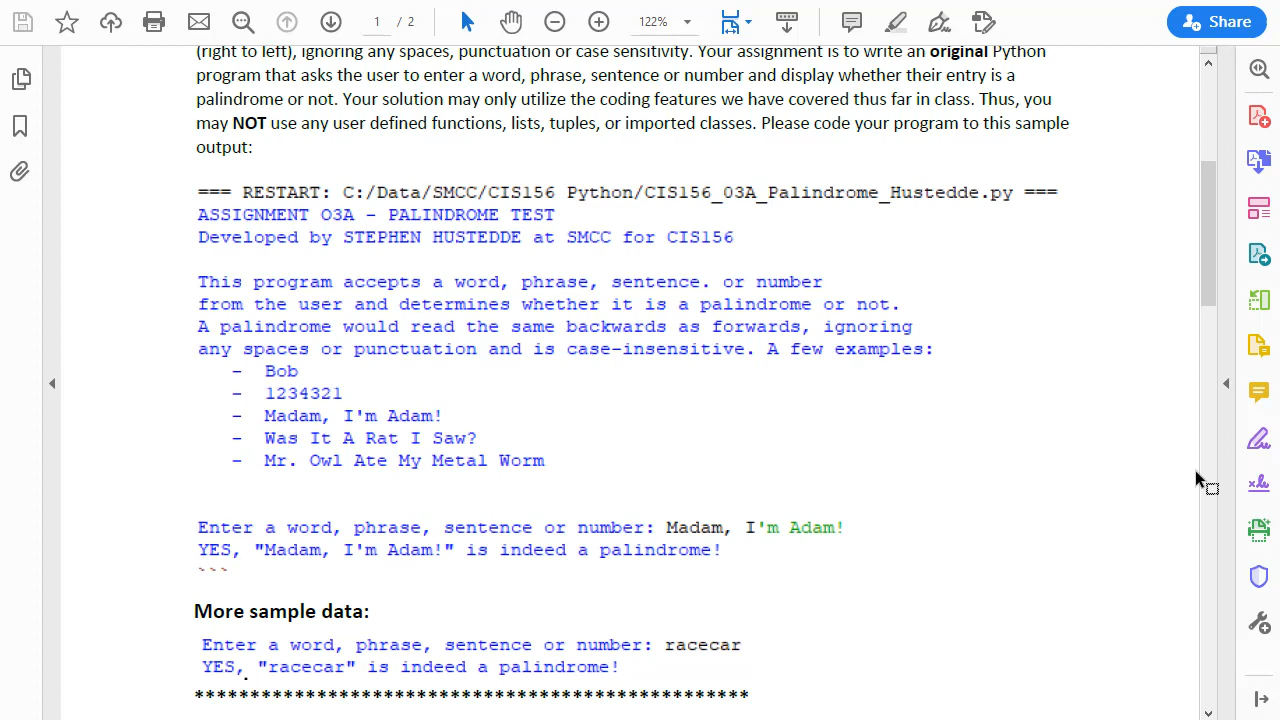 1 / 2
122%
Share
(right to left), ignoring any spaces, punctuation or case sensitivity. Your assignment is to write an original Python
program that asks the user to enter a word, phrase, sentence or number and display whether their entry is a
palindrome or not. Your solution may only utilize the coding features we have covered thus far in class. Thus, you
may NOT use any user defined functions, lists, tuples, or imported classes. Please code your program to this sample
output:
=== RESTART: C:/Data/SMCC/CIS156 Python/CIS156_03A_Palindrome_Hustedde.py ===
ASSIGNMENT O3A - PALINDROME TEST
Developed by STEPHEN HUSTEDDE at SMCC for CIS156
This program accepts a word, phrase, sentence. or number
from the user and determines whether it is a palindrome or not.
A palindrome would read the same backwards as forwards, ignoring
any spaces or punctuation and is case-insensitive. A few examples:
- Bob
- 1234321
- Madam, I'm Adam!
- Was It A Rat I Saw?
- Mr. Owl Ate My Metal Worm
Enter a word, phrase, sentence or number: Madam, I'm Adam!
YES, "Madam, I'm Adam!" is indeed a palindrome!
More sample data:
Enter a word, phrase, sentence or number: racecar
YES, "racecar" is indeed a palindrome!
**************************************************